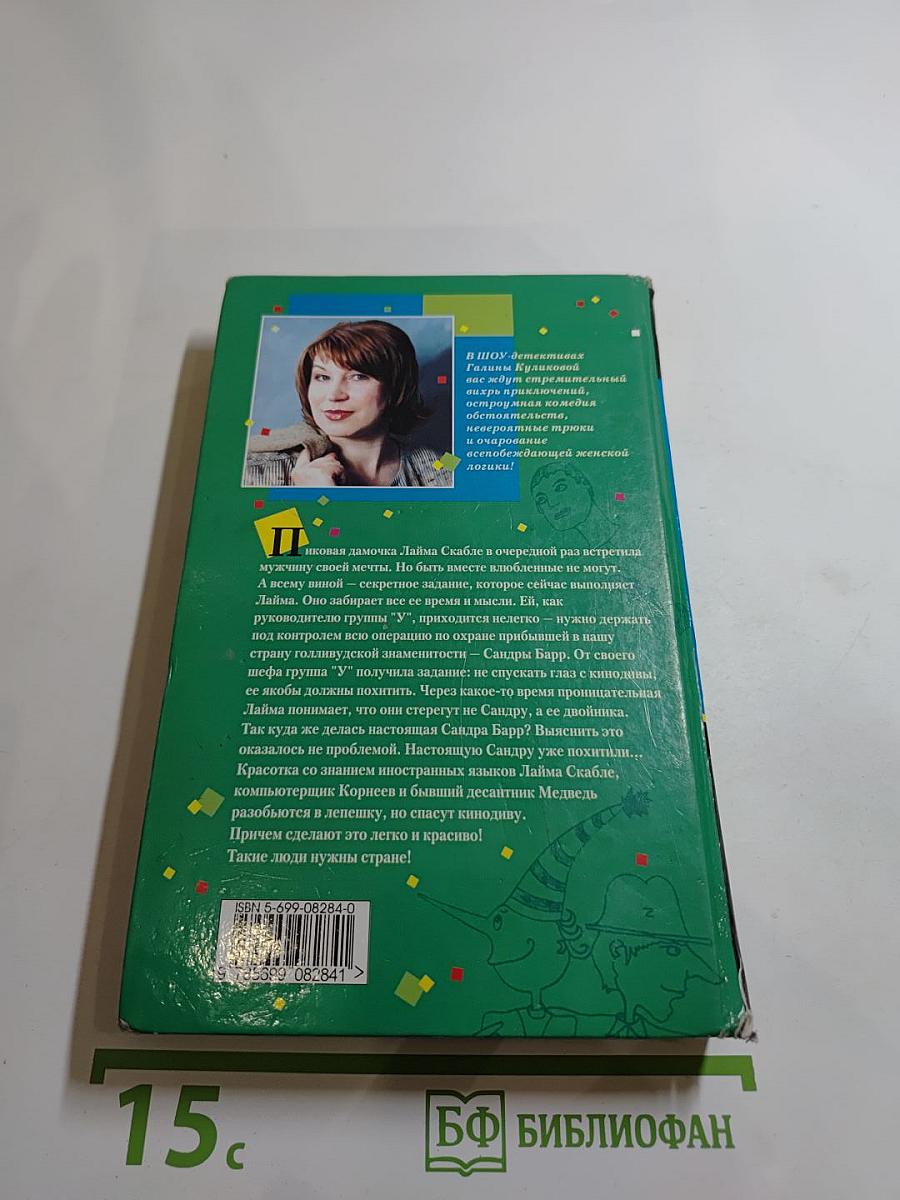 В ШОУ-детективах
Галины Куликовой
вас ждут стремительный
вихрь приключений,
остроумная комедия
обстоятельств,
невероятные трюки
и очарование
всепобеждающей женской
логики!
Пиковая дамочка Лайма Скабле в очередной раз встретила
мужчину своей мечты. Но быть вместе влюбленные не могут.
А всему виной — секретное задание, которое сейчас выполняет
Лайма. Оно забирает все ее время и мысли. Ей, как
руководителю группы "У", приходится нелегко — нужно держать
под контролем всю операцию по охране прибывшей в нашу
страну голливудской знаменитости — Сандры Барр. От своего
шефа группа "У" получила задание: не спускать глаз с кинодивы,
ее якобы должны похитить. Через какое-то время проницательная
Лайма понимает, что они стерегут не Сандру, а ее двойника.
Так куда же делась настоящая Сандра Барр? Выяснить это
оказалось не проблемой. Настоящую Сандру уже похитили...
Красотка со знанием иностранных языков Лайма Скабле,
компьютерщик Корнеев и бывший десантник Медведь
разобьются в лепешку, но спасут кинодиву.
Причем сделают это легко и красиво!
Такие люди нужны стране!
ISBN 5-699-08284-0
9 785699 082841 >
15 с
БФ БИБЛИОФАН